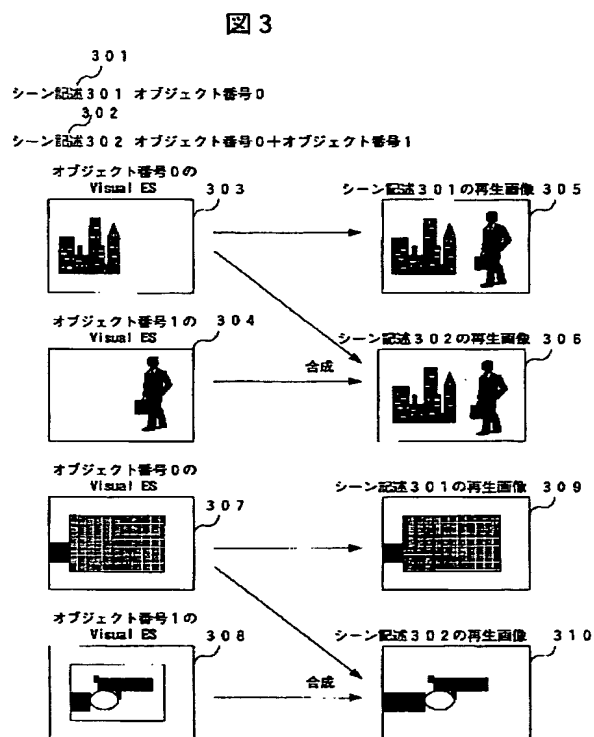 図3
301
シーン記述301 オブジェクト番号0
302
シーン記述302 オブジェクト番号0+オブジェクト番号1
オブジェクト番号0の
Visual ES
303
シーン記述301の再生画像 305
オブジェクト番号1の
Visual ES
304
シーン記述302の再生画像 306
合成
オブジェクト番号0の
Visual ES
307
シーン記述301の再生画像 309
オブジェクト番号1の
Visual ES
308
シーン記述302の再生画像 310
合成